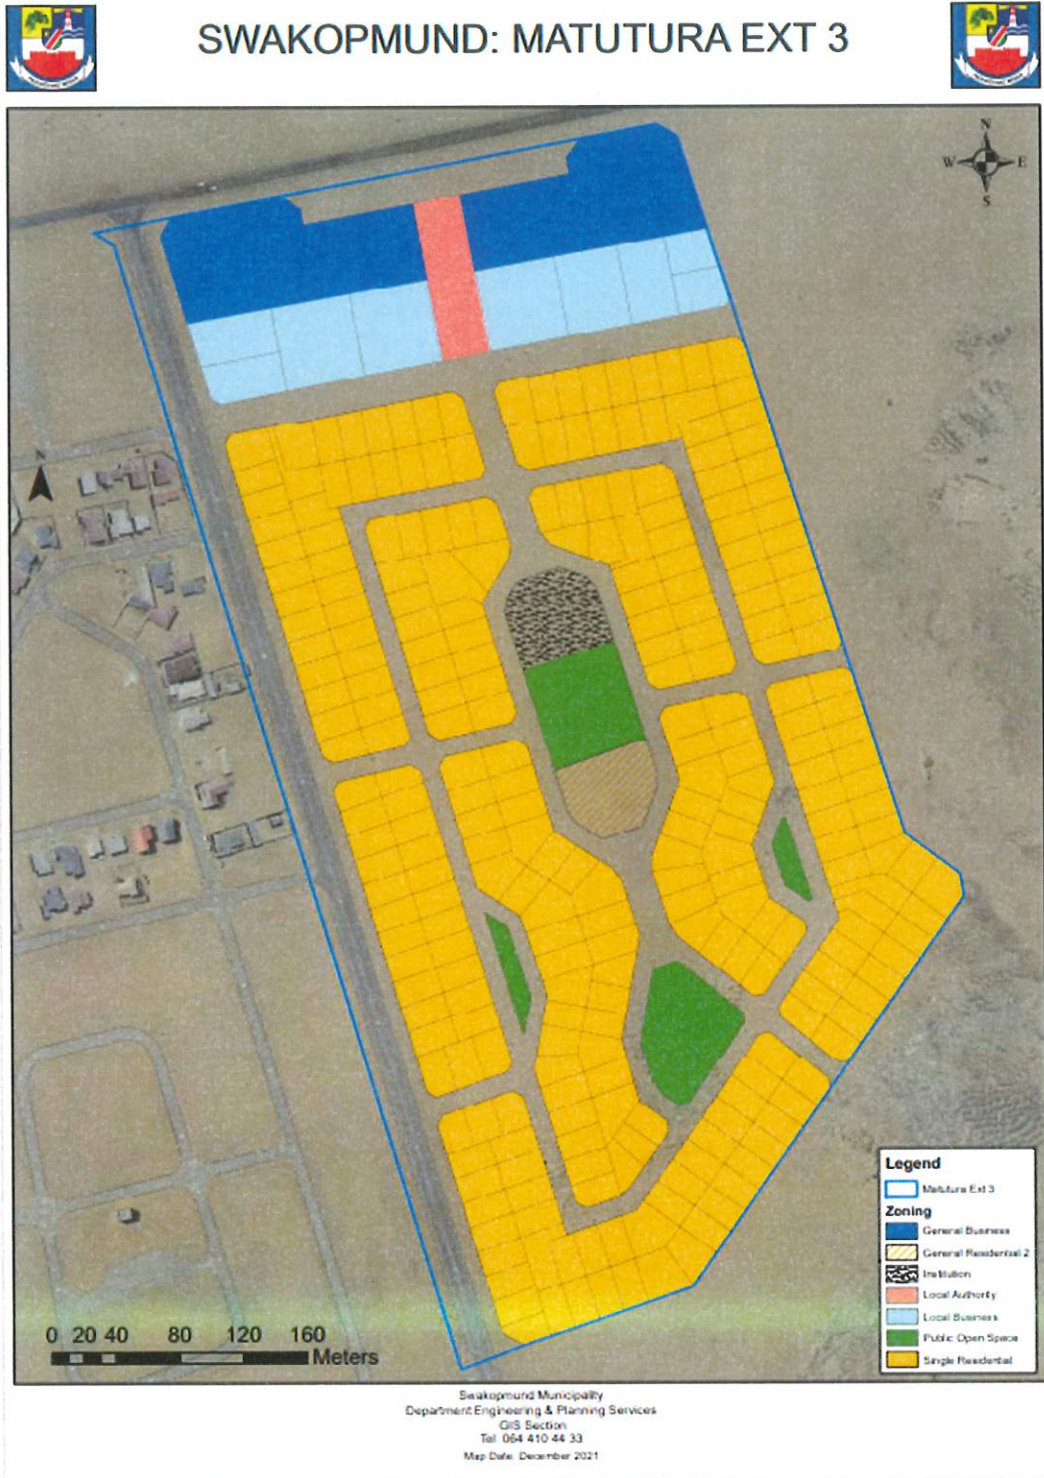 SWAKOPMUND: MATUTURA EXT 3
N
W
E
S
N
Legend
Matutura Ext 3
Zoning
General Business
General Residential 2
Institution
Local Authority
Local Business
Public Open Space
Single Residential
0 20 40 80 120 160
Meters
Swakopmund Municipality
Department Engineering & Planning Services
GIS Section
Tel: 064 410 44 33
Map Date: December 2021